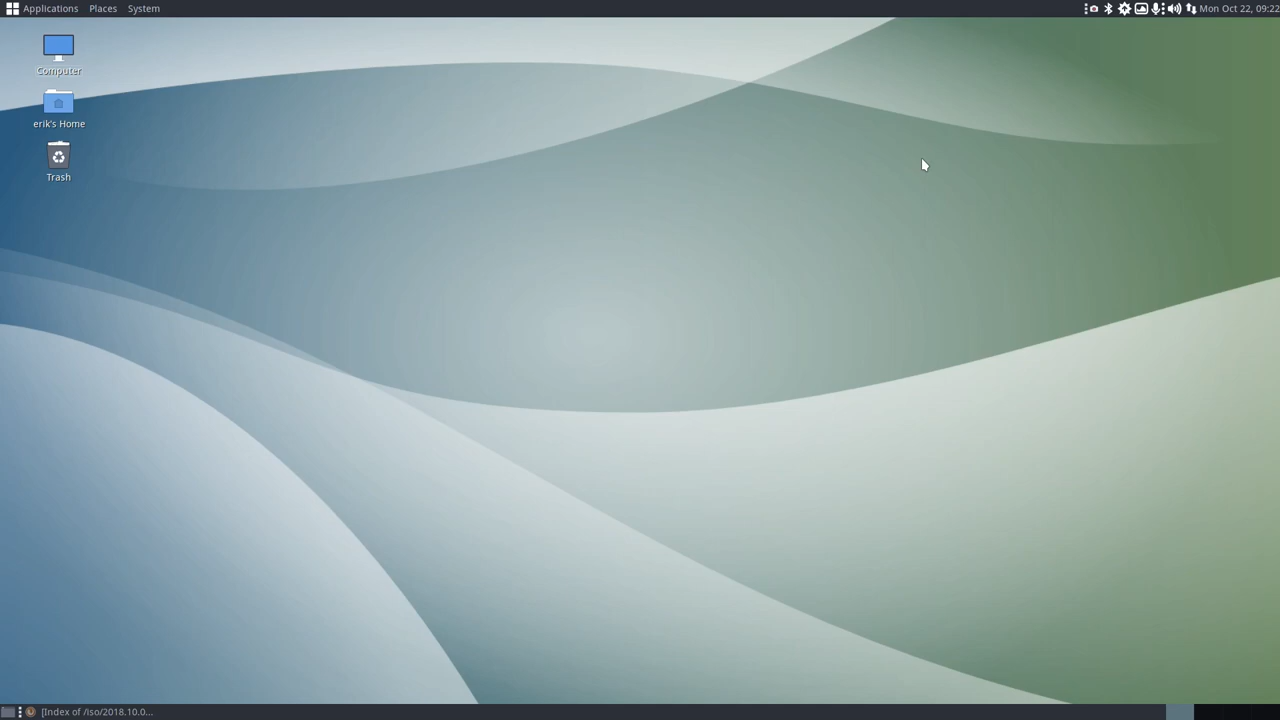 Applications Places System Mon Oct 22, 09:22
Computer
erik's Home
Trash
[Index of /iso/2018.10.0...